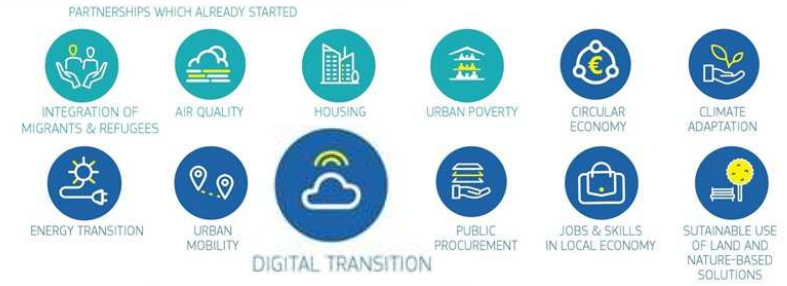 PARTNERSHIPS WHICH ALREADY STARTED
INTEGRATION OF
MIGRANTS & REFUGEES
AIR QUALITY
HOUSING
URBAN POVERTY
CIRCULAR
ECONOMY
CLIMATE
ADAPTATION
ENERGY TRANSITION
URBAN
MOBILITY
DIGITAL TRANSITION
PUBLIC
PROCUREMENT
JOBS & SKILLS
IN LOCAL ECONOMY
SUTAINABLE USE
OF LAND AND
NATURE-BASED
SOLUTIONS